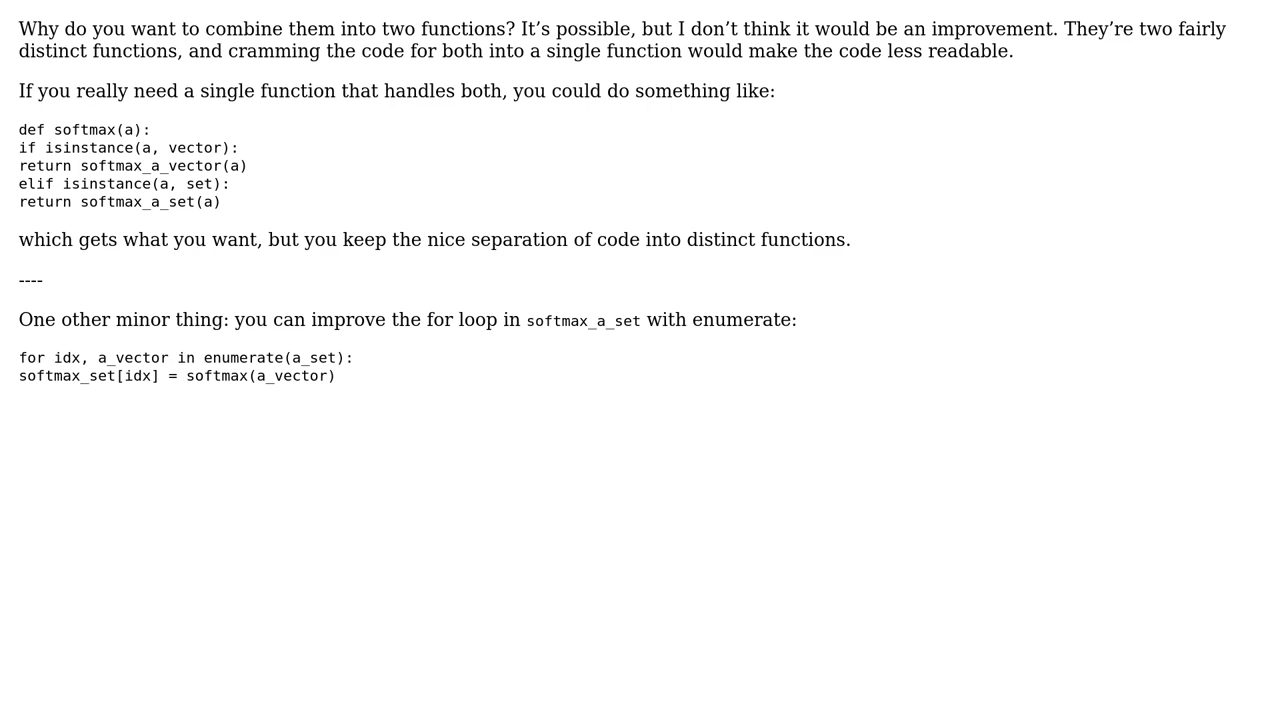 Why do you want to combine them into two functions? It’s possible, but I don’t think it would be an improvement. They’re two fairly
distinct functions, and cramming the code for both into a single function would make the code less readable.
If you really need a single function that handles both, you could do something like:
def softmax(a):
if isinstance(a, vector):
return softmax_a_vector(a)
elif isinstance(a, set):
return softmax_a_set(a)
which gets what you want, but you keep the nice separation of code into distinct functions.
----
One other minor thing: you can improve the for loop in softmax_a_set with enumerate:
for idx, a_vector in enumerate(a_set):
softmax_set[idx] = softmax(a_vector)